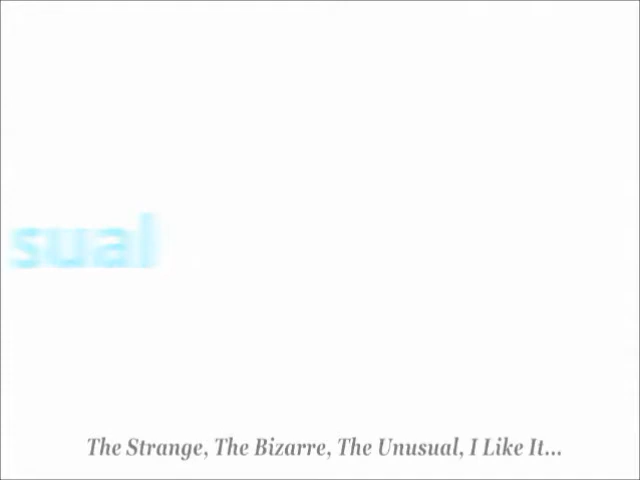 sual
The Strange, The Bizarre, The Unusual, I Like It...